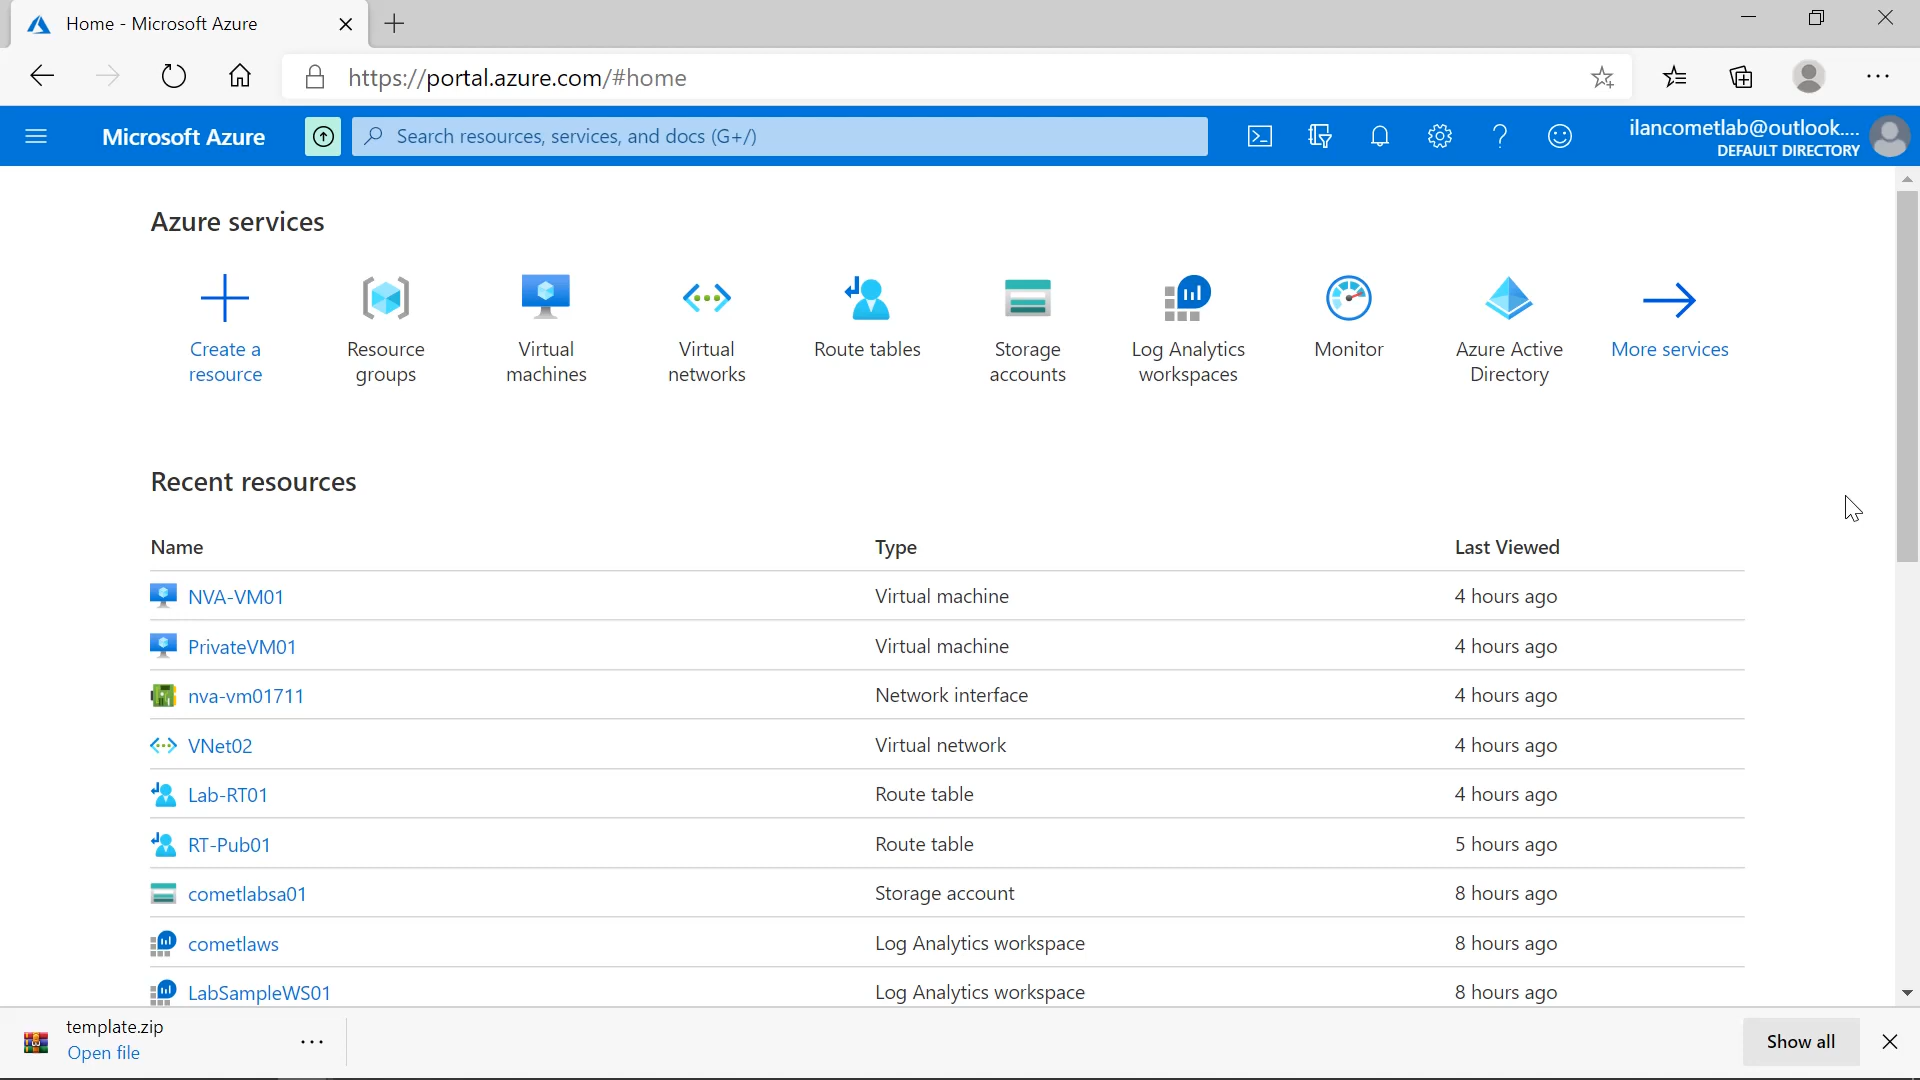 Home - Microsoft Azure
https://portal.azure.com/#home
Microsoft Azure
Search resources, services, and docs (G+/)
ilancometlab@outlook....
DEFAULT DIRECTORY
Azure services
Create a resource
Resource groups
Virtual machines
Virtual networks
Route tables
Storage accounts
Log Analytics workspaces
Monitor
Azure Active Directory
More services
Recent resources
Name Type Last Viewed
NVA-VM01 Virtual machine 4 hours ago
PrivateVM01 Virtual machine 4 hours ago
nva-vm01711 Network interface 4 hours ago
VNet02 Virtual network 4 hours ago
Lab-RT01 Route table 4 hours ago
RT-Pub01 Route table 5 hours ago
cometlabsa01 Storage account 8 hours ago
cometlaws Log Analytics workspace 8 hours ago
LabSampleWS01 Log Analytics workspace 8 hours ago
template.zip
Open file
Show all